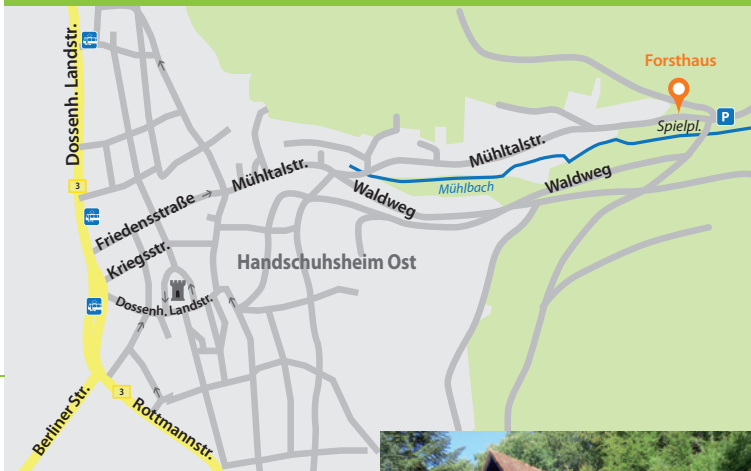 Dossenh. Landstr.
Forsthaus
P
Spielpl.
Mühltalstr.
Mühltalstr.
Mühlbach
Waldweg
Waldweg
3
Friedensstraße
Kriegsstr.
Handschuhsheim Ost
Dossenh. Landstr.
3
Berliner Str.
Rottmannstr.